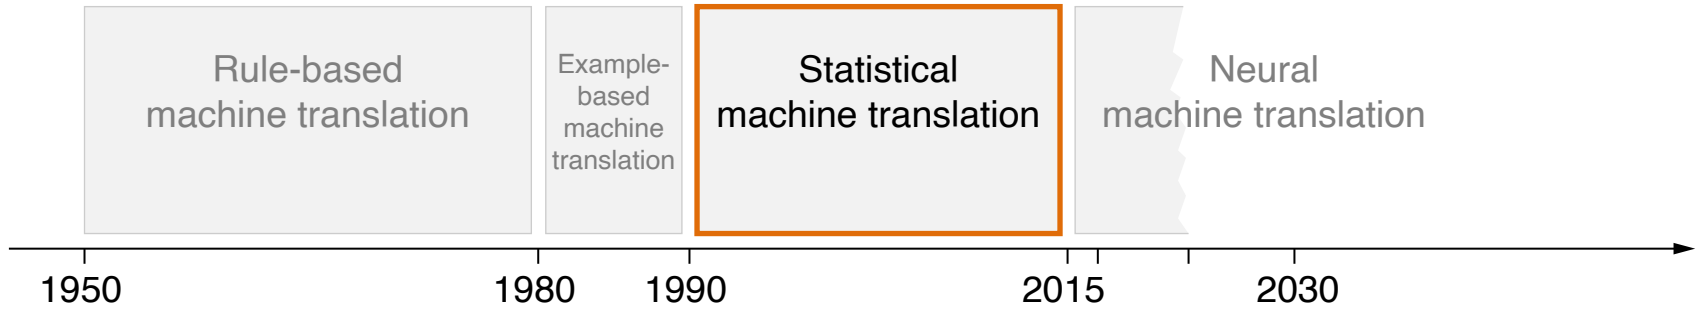 Rule-based
machine translation
Example-
based
machine
translation
Statistical
machine translation
Neural
machine translation
1950
1980
1990
2015
2030